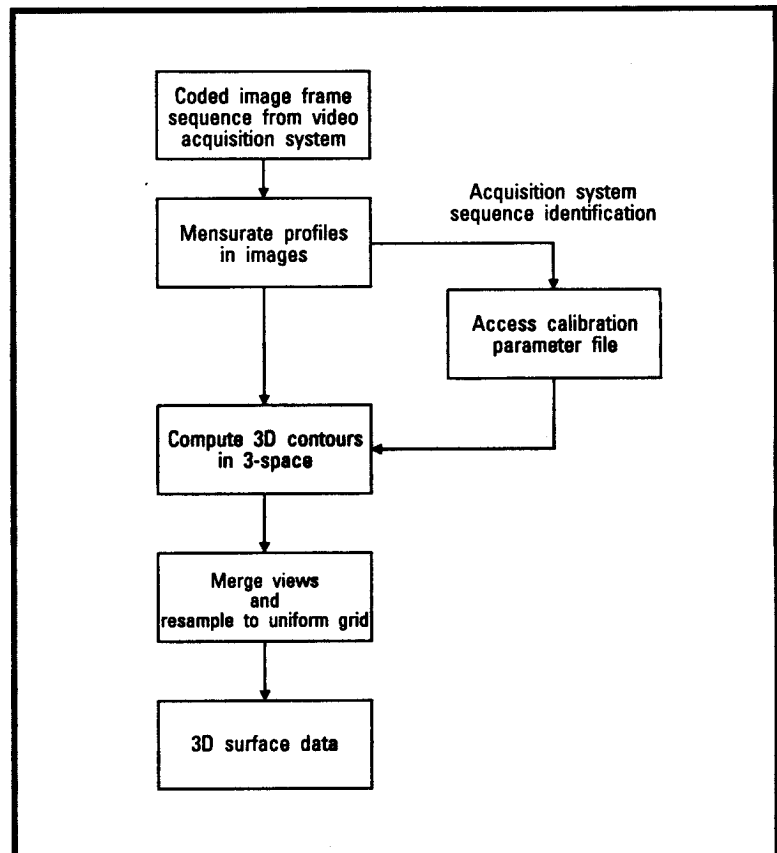 Coded image frame
sequence from video
acquisition system
Mensurate profiles
in images
Acquisition system
sequence identification
Access calibration
parameter file
Compute 3D contours
in 3-space
Merge views
and
resample to uniform grid
3D surface data